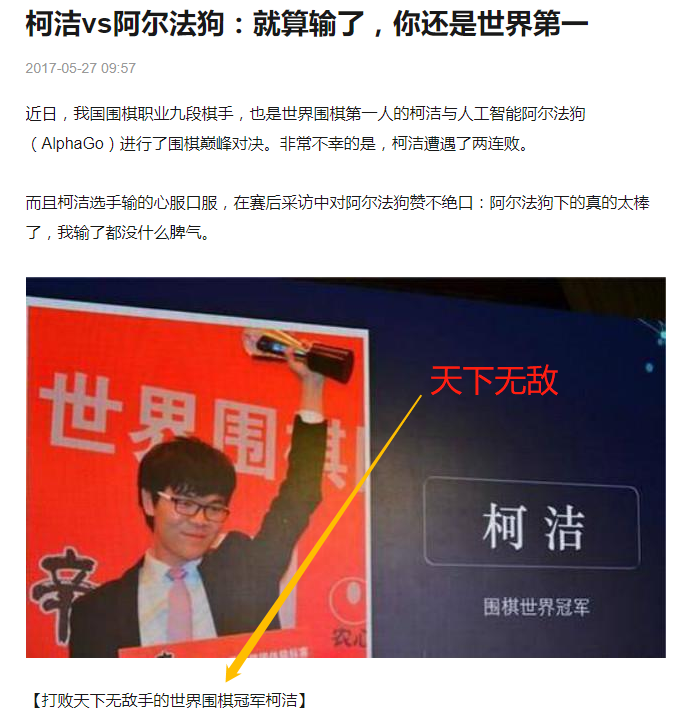 柯洁vs阿尔法狗：就算输了，你还是世界第一
2017-05-27 09:57
近日，我国围棋职业九段棋手，也是世界围棋第一人的柯洁与人工智能阿尔法狗
（AlphaGo）进行了围棋巅峰对决。非常不幸的是，柯洁遭遇了两连败。
而且柯洁选手输的心服口服，在赛后采访中对阿尔法狗赞不绝口：阿尔法狗下的真的太棒
了，我输了都没什么脾气。
天下无敌
世界围棋
柯洁
围棋世界冠军
辛
农心
【打败天下无敌手的世界围棋冠军柯洁】